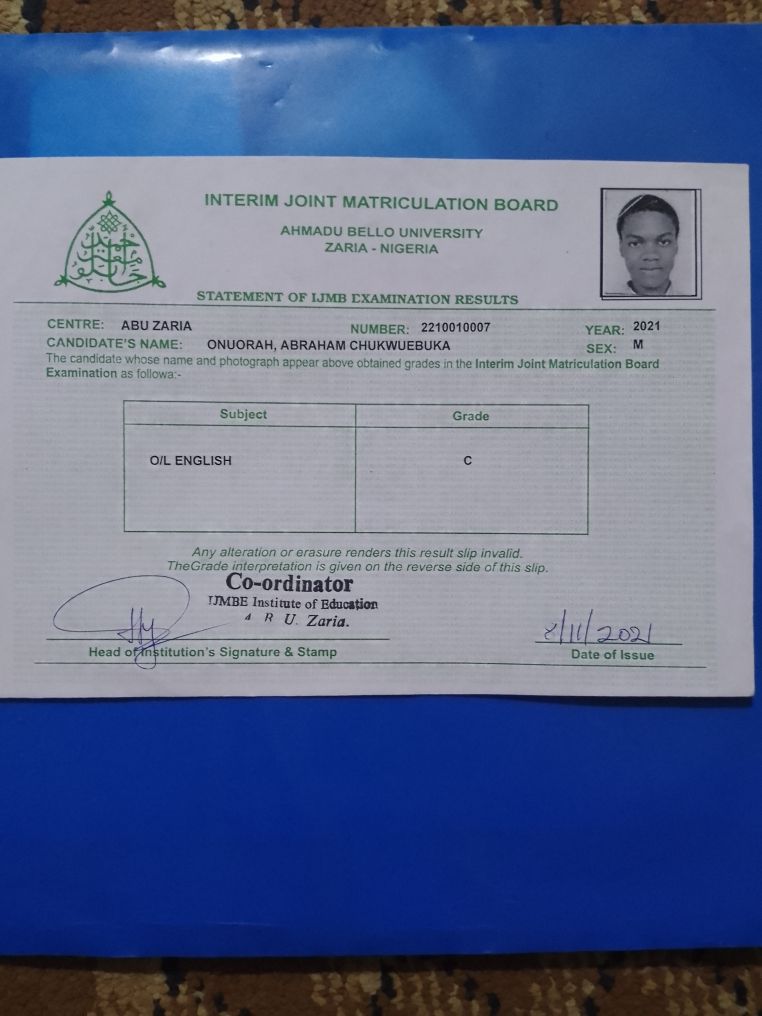 INTERIM JOINT MATRICULATION BOARD
AHMADU BELLO UNIVERSITY
ZARIA - NIGERIA
STATEMENT OF IJMB EXAMINATION RESULTS
CENTRE: ABU ZARIA NUMBER: 2210010007 YEAR: 2021
CANDIDATE'S NAME: ONUORAH, ABRAHAM CHUKWUEBUKA SEX: M
The candidate whose name and photograph appear above obtained grades in the Interim Joint Matriculation Board
Examination as followa:-
Subject Grade
O/L ENGLISH C
Any alteration or erasure renders this result slip invalid.
TheGrade interpretation is given on the reverse side of this slip.
Co-ordinator
IJMBE Institute of Education
A B U. Zaria.
8/11/2021
Head of Institution's Signature & Stamp Date of Issue